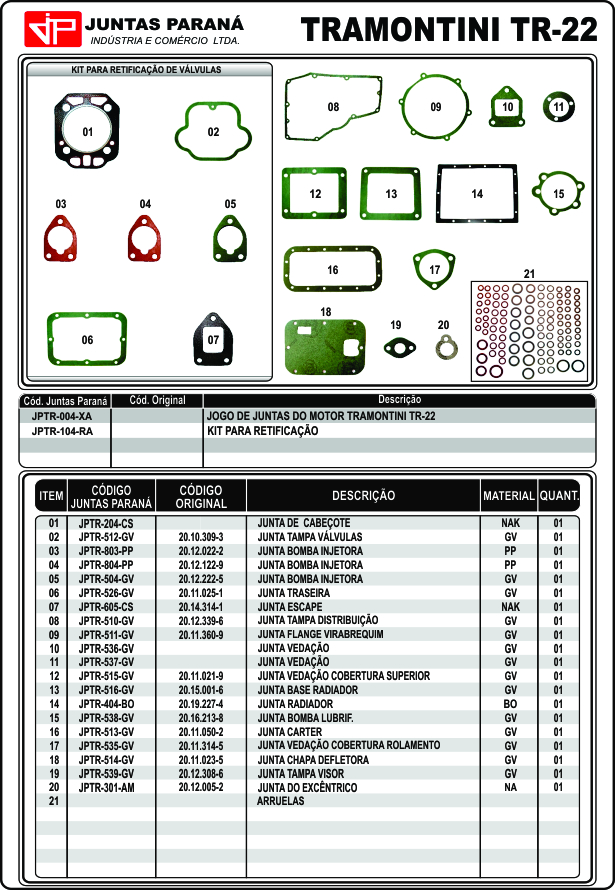 JP JUNTAS PARANÁ
INDÚSTRIA E COMÉRCIO LTDA.
TRAMONTINI TR-22
KIT PARA RETIFICAÇÃO DE VÁLVULAS
01 02
03 04 05
06 07
08 09 10 11
12 13 14 15
16 17 21
18 19 20
Cód. Juntas Paraná Cód. Original Descrição
JPTR-004-XA JOGO DE JUNTAS DO MOTOR TRAMONTINI TR-22
JPTR-104-RA KIT PARA RETIFICAÇÃO
ITEM CÓDIGO JUNTAS PARANÁ CÓDIGO ORIGINAL DESCRIÇÃO MATERIAL QUANT.
01 JPTR-204-CS JUNTA DE CABEÇOTE NAK 01
02 JPTR-512-GV 20.10.309-3 JUNTA TAMPA VÁLVULAS GV 01
03 JPTR-803-PP 20.12.022-2 JUNTA BOMBA INJETORA PP 01
04 JPTR-804-PP 20.12.122-9 JUNTA BOMBA INJETORA PP 01
05 JPTR-504-GV 20.12.222-5 JUNTA BOMBA INJETORA GV 01
06 JPTR-526-GV 20.11.025-1 JUNTA TRASEIRA GV 01
07 JPTR-605-CS 20.14.314-1 JUNTA ESCAPE NAK 01
08 JPTR-510-GV 20.12.339-6 JUNTA TAMPA DISTRIBUIÇÃO GV 01
09 JPTR-511-GV 20.11.360-9 JUNTA FLANGE VIRABREQUIM GV 01
10 JPTR-536-GV JUNTA VEDAÇÃO GV 01
11 JPTR-537-GV JUNTA VEDAÇÃO GV 01
12 JPTR-515-GV 20.11.021-9 JUNTA VEDAÇÃO COBERTURA SUPERIOR GV 01
13 JPTR-516-GV 20.15.001-6 JUNTA BASE RADIADOR GV 01
14 JPTR-404-BO 20.19.227-4 JUNTA RADIADOR BO 01
15 JPTR-538-GV 20.16.213-8 JUNTA BOMBA LUBRIF. GV 01
16 JPTR-513-GV 20.11.050-2 JUNTA CARTER GV 01
17 JPTR-535-GV 20.11.314-5 JUNTA VEDAÇÃO COBERTURA ROLAMENTO GV 01
18 JPTR-514-GV 20.11.023-5 JUNTA CHAPA DEFLETORA GV 01
19 JPTR-539-GV 20.12.308-6 JUNTA TAMPA VISOR GV 01
20 JPTR-301-AM 20.12.005-2 JUNTA DO EXCÊNTRICO NA 01
21 ARRUELAS